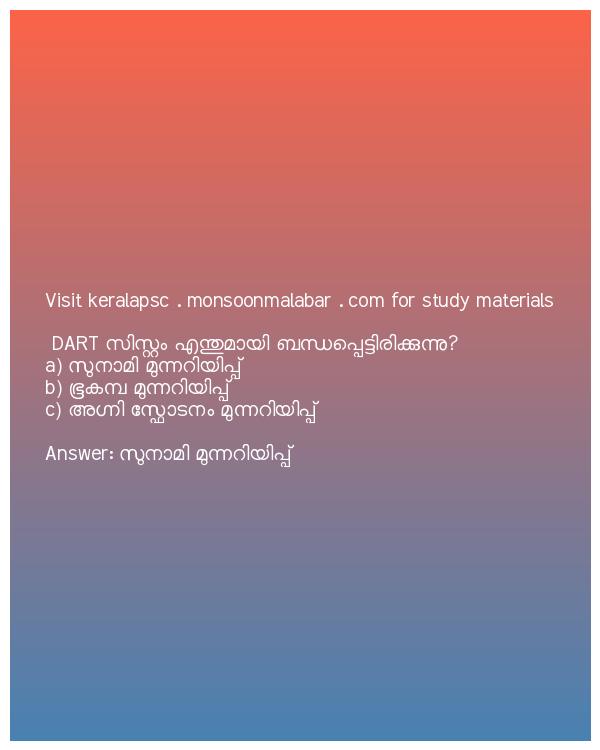 Visit keralapsc . monsoonmalabar . com for study materials
DART സിസ്റ്റം എന്തുമായി ബന്ധപ്പെട്ടിരിക്കുന്നു?
a) സുനാമി മുന്നറിയിപ്പ്
b) ഭൂകമ്പ മുന്നറിയിപ്പ്
c) അഗ്നി സ്ഫോടനം മുന്നറിയിപ്പ്
Answer: സുനാമി മുന്നറിയിപ്പ്